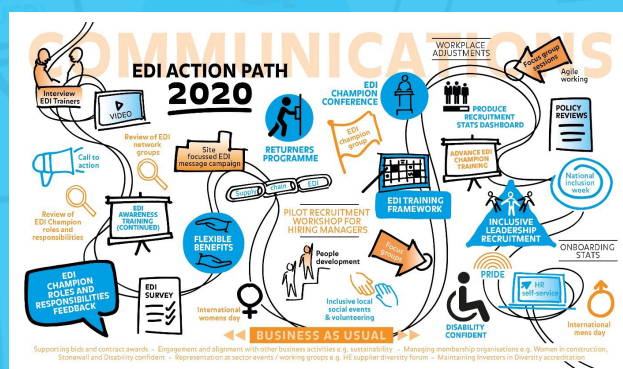 COMMUNICATIONS
EDI ACTION PATH
2020
Interview
EDI Trainers
VIDEO
Call to
action
Review of EDI
network
groups
Review of
EDI Champion
roles and
responsibilities
EDI
AWARENESS
TRAINING
(CONTINUED)
EDI
CHAMPION
ROLES AND
RESPONSIBILITIES
FEEDBACK
EDI
SURVEY
Site
focussed EDI
message campaign
FLEXIBLE
BENEFITS
International
womens day
RETURNERS
PROGRAMME
Supply
chain
EDI
PILOT RECRUITMENT
WORKSHOP FOR
HIRING MANAGERS
People
development
EDI
CHAMPION
CONFERENCE
EDI
champion
group
EDI TRAINING
FRAMEWORK
Focus
groups
Inclusive local
social events
& volunteering
WORKPLACE
ADJUSTMENTS
Focus group
sessions
Agile
working
PRODUCE
RECRUITMENT
STATS DASHBOARD
POLICY
REVIEWS
ADVANCE EDI
CHAMPION
TRAINING
National
inclusion
week
INCLUSIVE
LEADERSHIP
RECRUITMENT
ONBOARDING
STATS
PRIDE
HR
self-service
DISABILITY
CONFIDENT
International
mens day
BUSINESS AS USUAL
Supporting bids and contract awards – Engagement and alignment with other business activities e.g. sustainability – Managing membership organisations e.g. Women in construction,
Stonewall and Disability confident – Representation at sector events / working groups e.g. HE supplier diversity forum – Maintaining Investors in Diversity accreditation